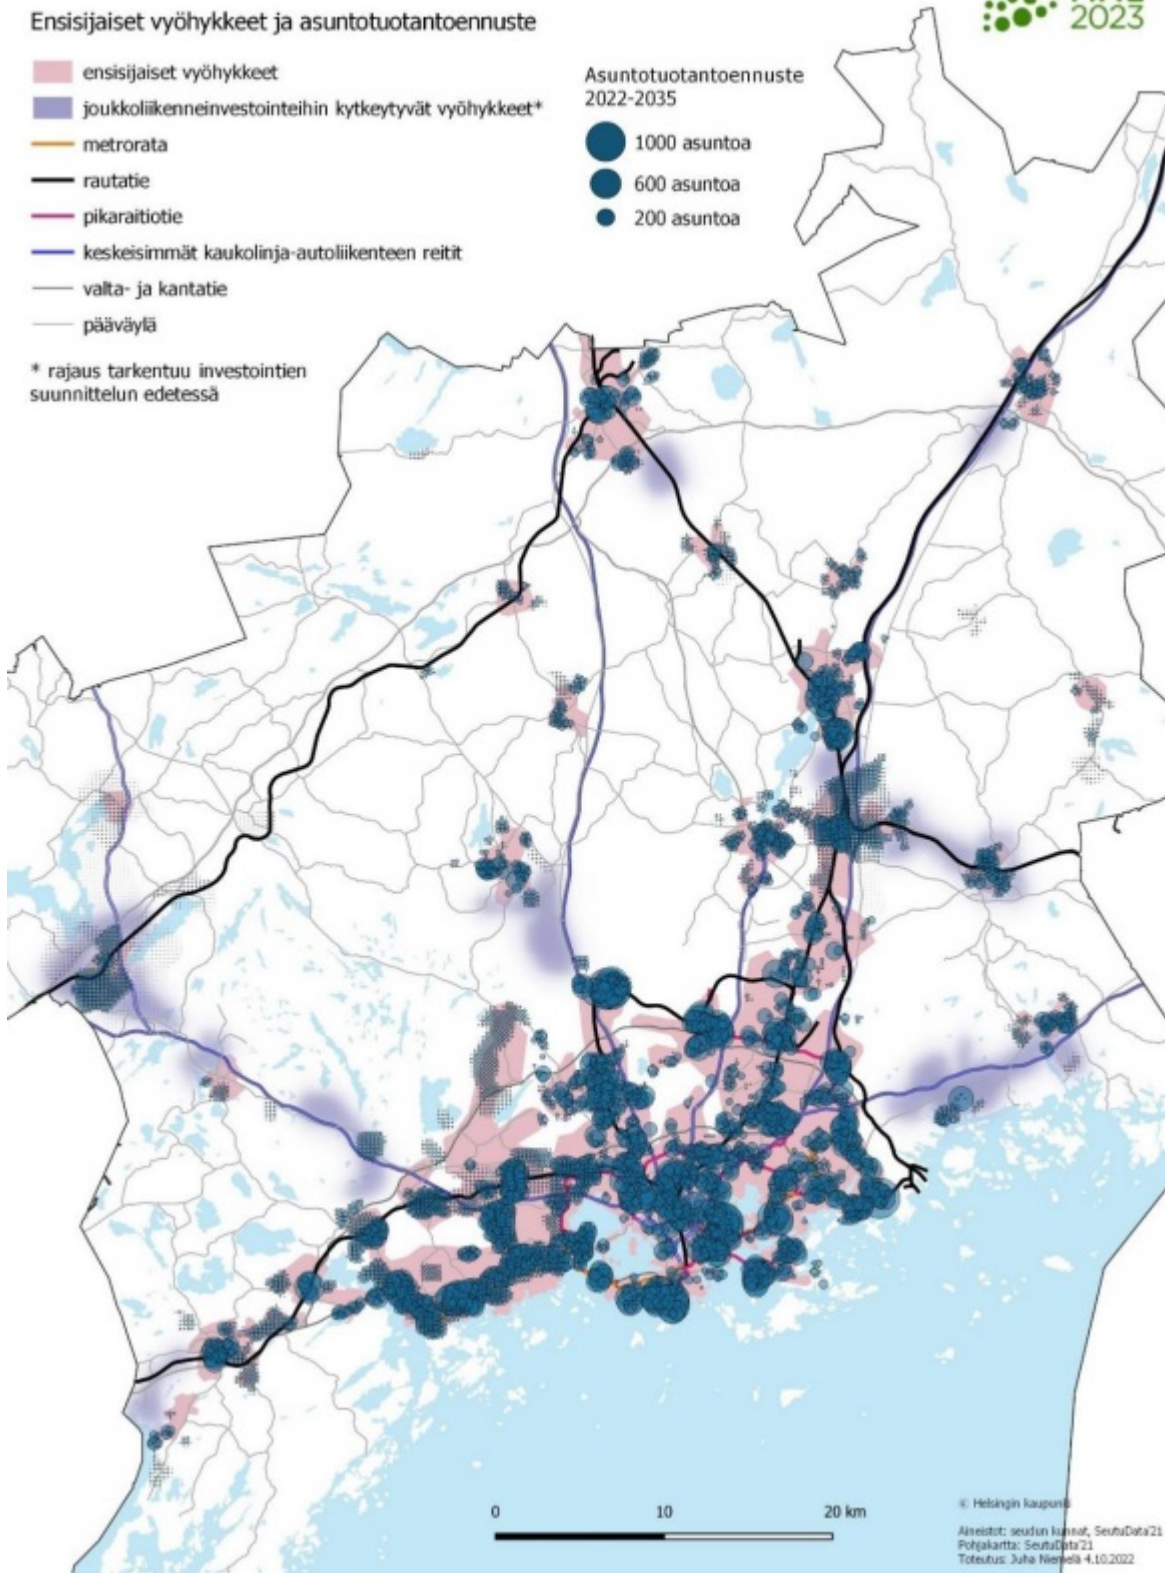 Ensisijaiset vyöhykkeet ja asuntotuotantoennuste
2023
ensisijaiset vyöhykkeet
joukkoliikenneinvestointeihin kytkeytyvät vyöhykkeet*
metrorata
rautatie
pikaraitiotie
keskeisimmät kaukolinja-autoliikenteen reitit
valta- ja kantatie
pääväylä
* rajaus tarkentuu investointien
suunnittelun edetessä
Asuntotuotantoennuste
2022-2035
1000 asuntoa
600 asuntoa
200 asuntoa
0 10 20 km
© Helsingin kaupunki
Aineistot: seudun kunnat, SeutuData'21
Pohjakartta: SeutuData'21
Toteutus: Juha Niemelä 4.10.2022